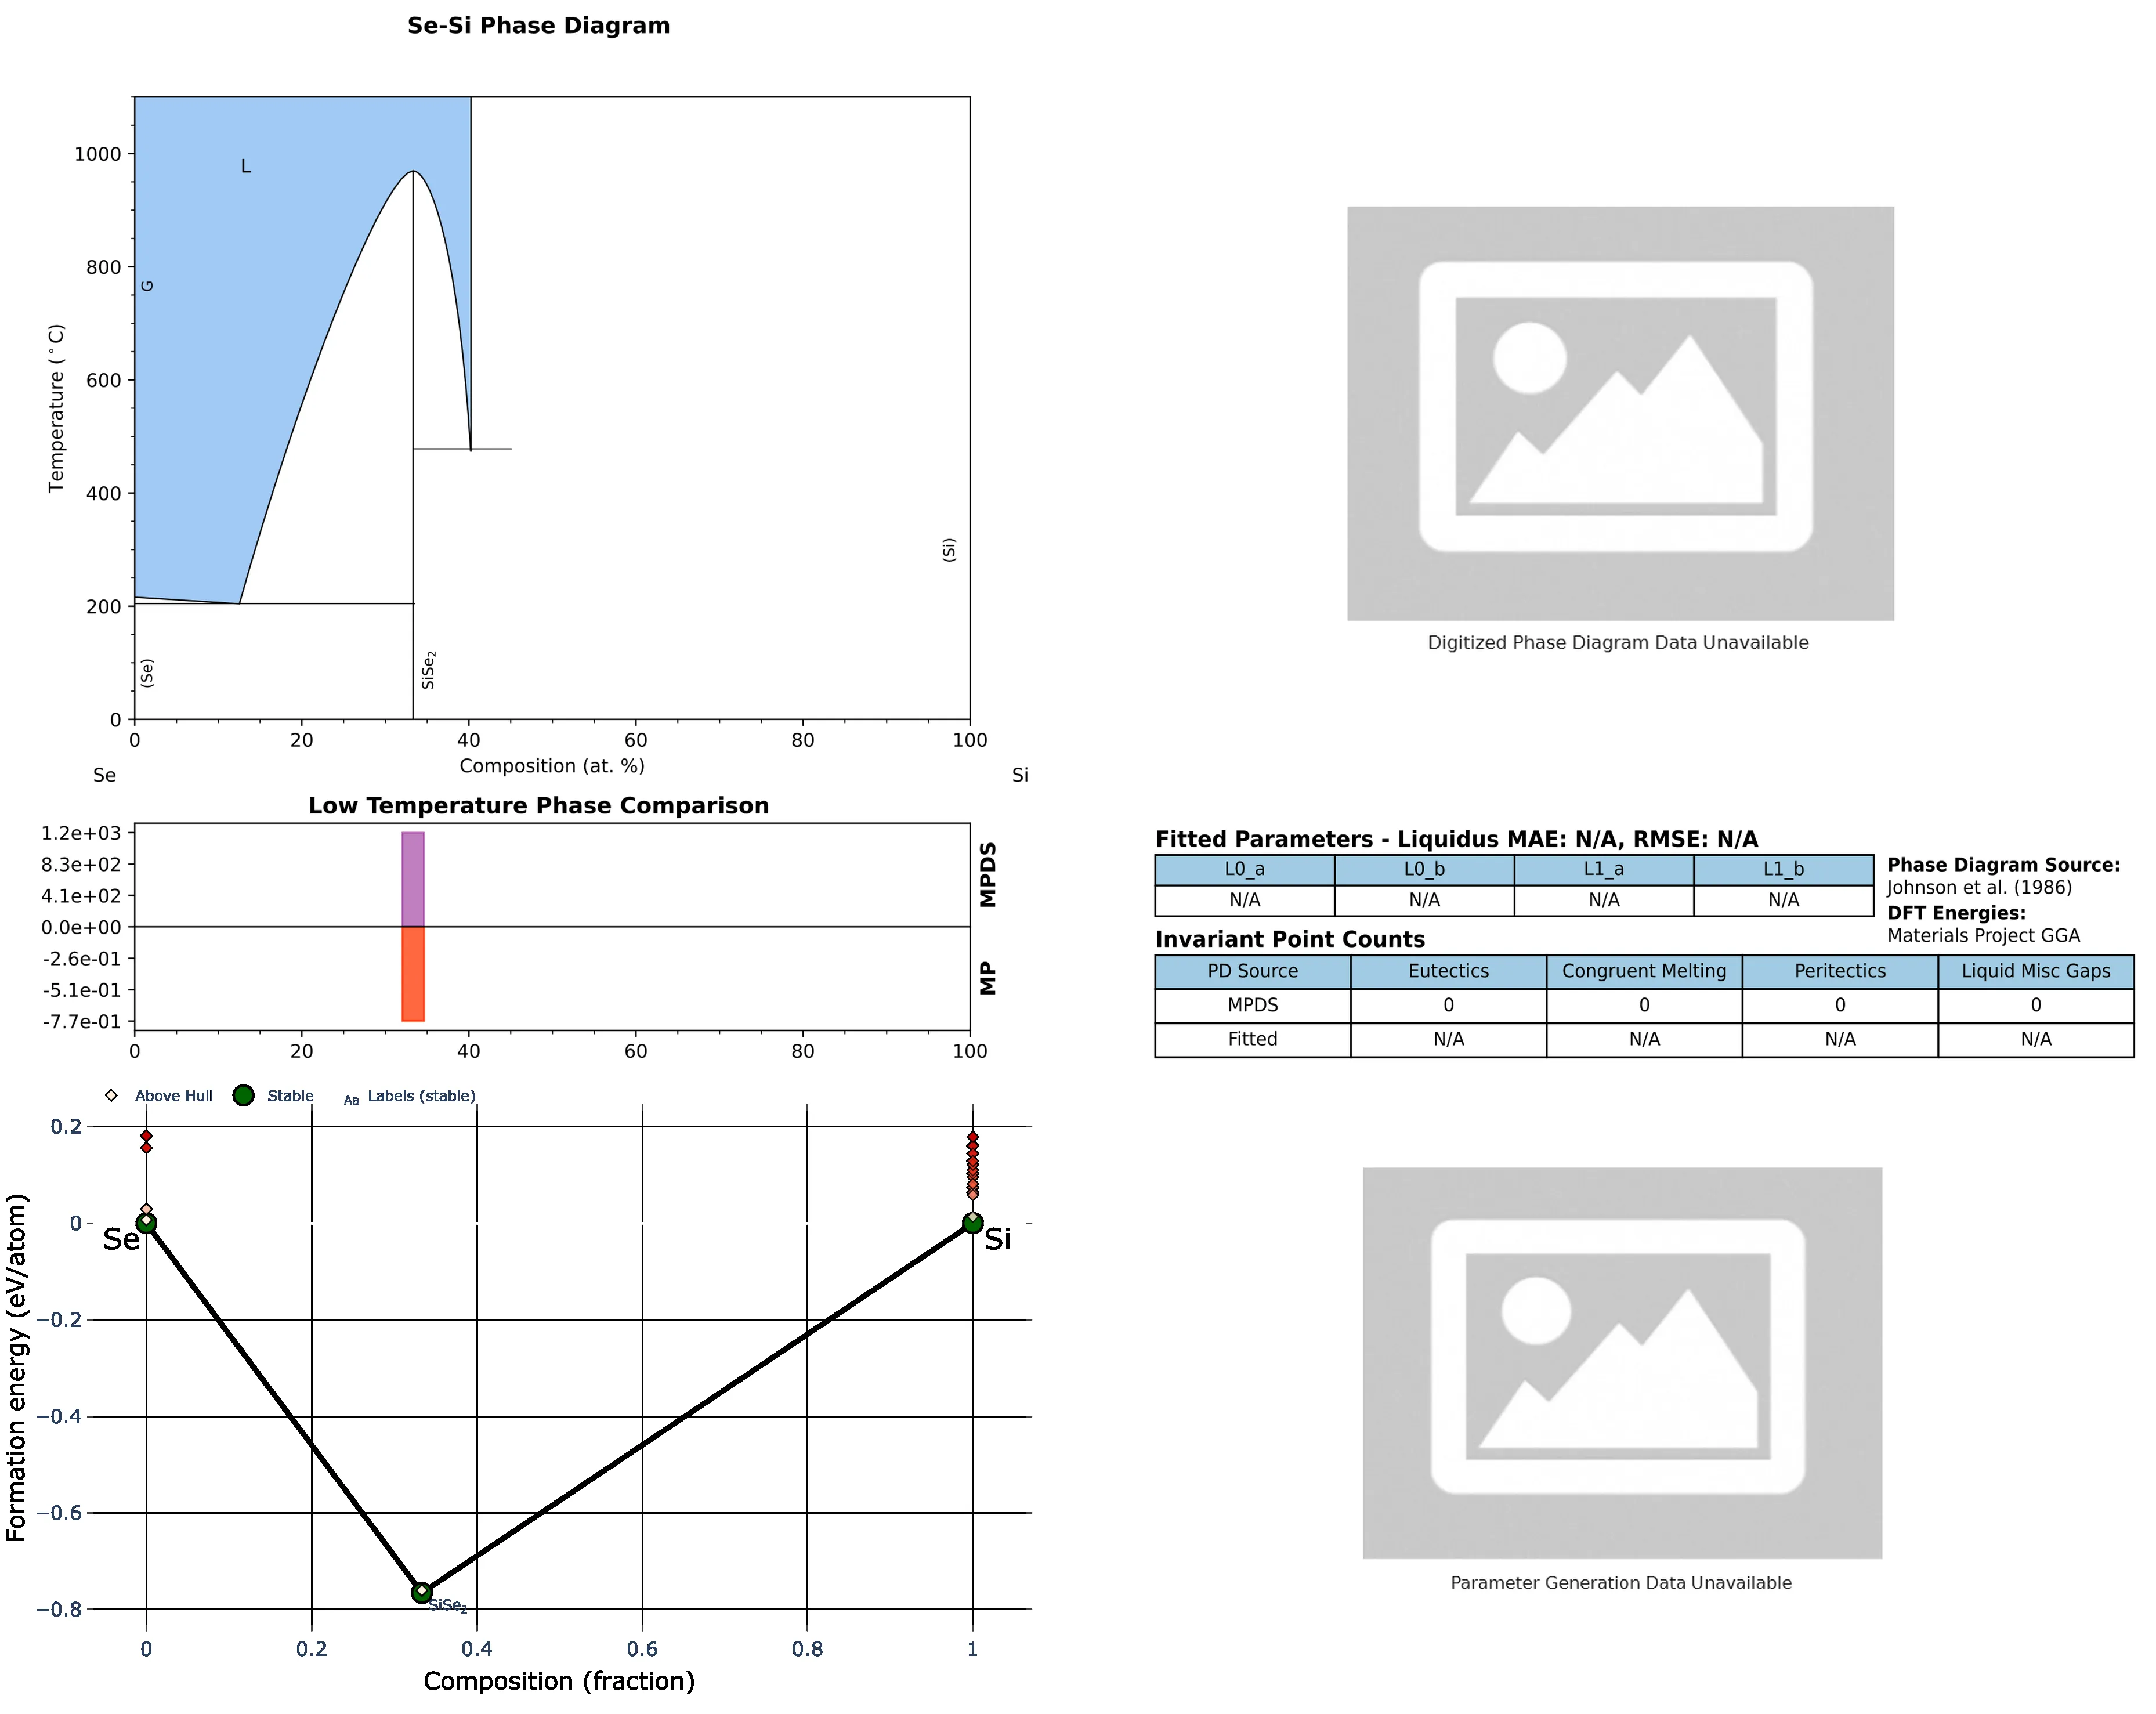 Se-Si Phase Diagram
1000
800
600
400
200
0
Temperature (°C)
L
G
(Se)
SiSe₂
(Si)
0 20 40 60 80 100
Composition (at. %)
Se Si
Low Temperature Phase Comparison
1.2e+03
8.3e+02
4.1e+02
0.0e+00
-2.6e-01
-5.1e-01
-7.7e-01
MPDS
MP
0 20 40 60 80 100
Above Hull Stable Aa Labels (stable)
0.2
0
−0.2
−0.4
−0.6
−0.8
Formation energy (eV/atom)
Se
Si
SiSe₂
0 0.2 0.4 0.6 0.8 1
Composition (fraction)
Digitized Phase Diagram Data Unavailable
Fitted Parameters - Liquidus MAE: N/A, RMSE: N/A
L0_a L0_b L1_a L1_b
N/A N/A N/A N/A
Phase Diagram Source:
Johnson et al. (1986)
DFT Energies:
Materials Project GGA
Invariant Point Counts
PD Source Eutectics Congruent Melting Peritectics Liquid Misc Gaps
MPDS 0 0 0 0
Fitted N/A N/A N/A N/A
Parameter Generation Data Unavailable